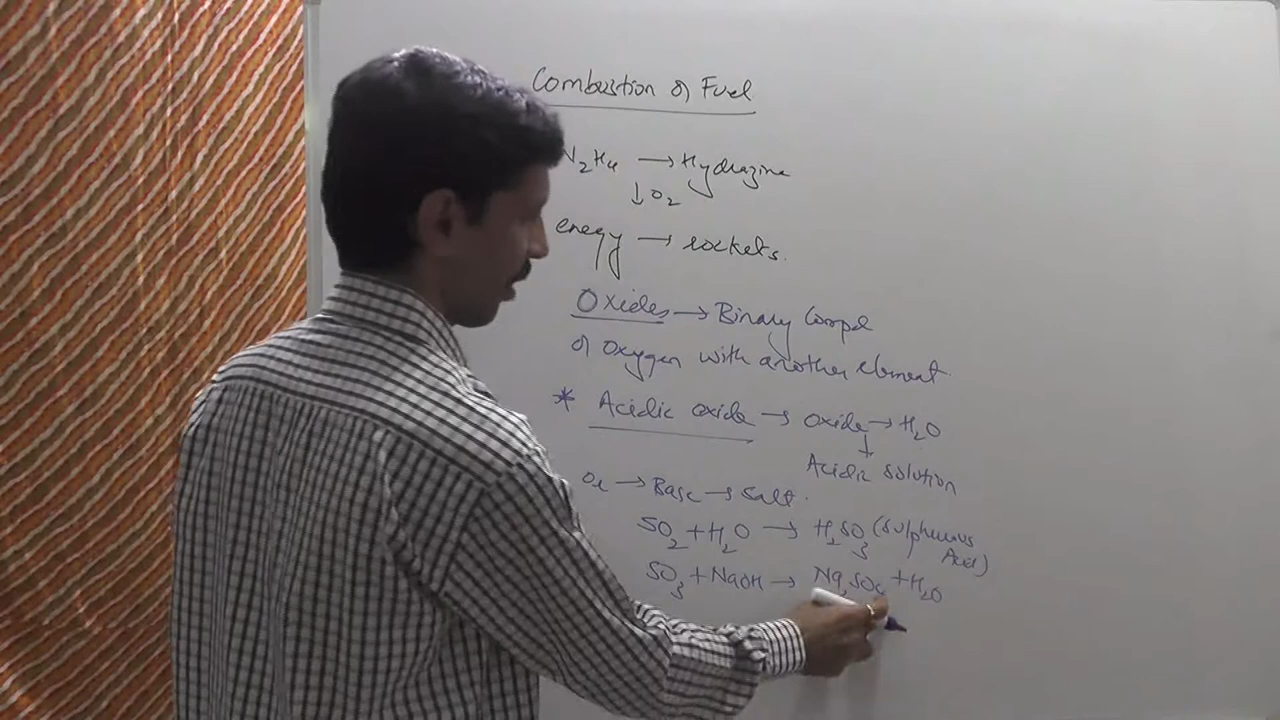 Combustion of Fuel
N2H4 → Hydrazine
↓ O2
energy → rockets.
Oxides → Binary Compd
of oxygen with another element
* Acidic oxide → oxide → H2O
↓
Acidic solution
Or → Base → Salt.
SO2 + H2O → H2SO3 (Sulphurous
Acid)
SO3 + NaOH → Na2SO4 + H2O